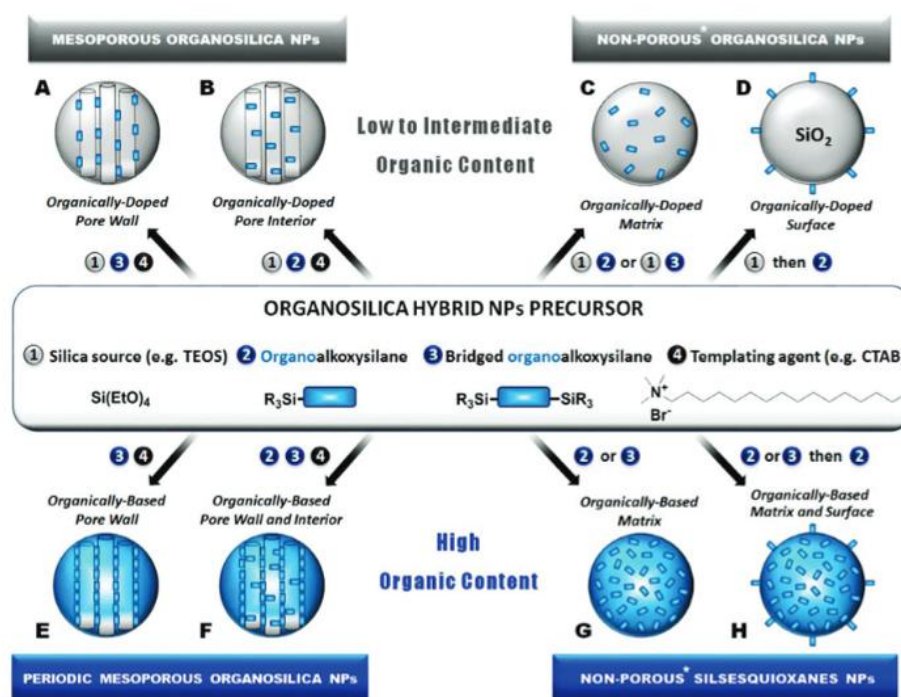 MESOPOROUS ORGANOSILICA NPs
NON-POROUS* ORGANOSILICA NPs
A
B
C
D
SiO2
Low to Intermediate
Organic Content
Organically-Doped
Pore Wall
Organically-Doped
Pore Interior
Organically-Doped
Matrix
Organically-Doped
Surface
1 3 4
1 2 4
1 2 or 1 3
1 then 2
ORGANOSILICA HYBRID NPs PRECURSOR
1 Silica source (e.g. TEOS)
2 Organoalkoxysilane
3 Bridged organoalkoxysilane
4 Templating agent (e.g. CTAB
Si(EtO)4
R3Si
R3Si
SiR3
N+
Br-
3 4
2 3 4
2 or 3
2 or 3 then 2
Organically-Based
Pore Wall
Organically-Based
Pore Wall and Interior
Organically-Based
Matrix
Organically-Based
Matrix and Surface
High
Organic Content
E
F
G
H
PERIODIC MESOPOROUS ORGANOSILICA NPs
NON-POROUS* SILSESQUIOXANES NPs